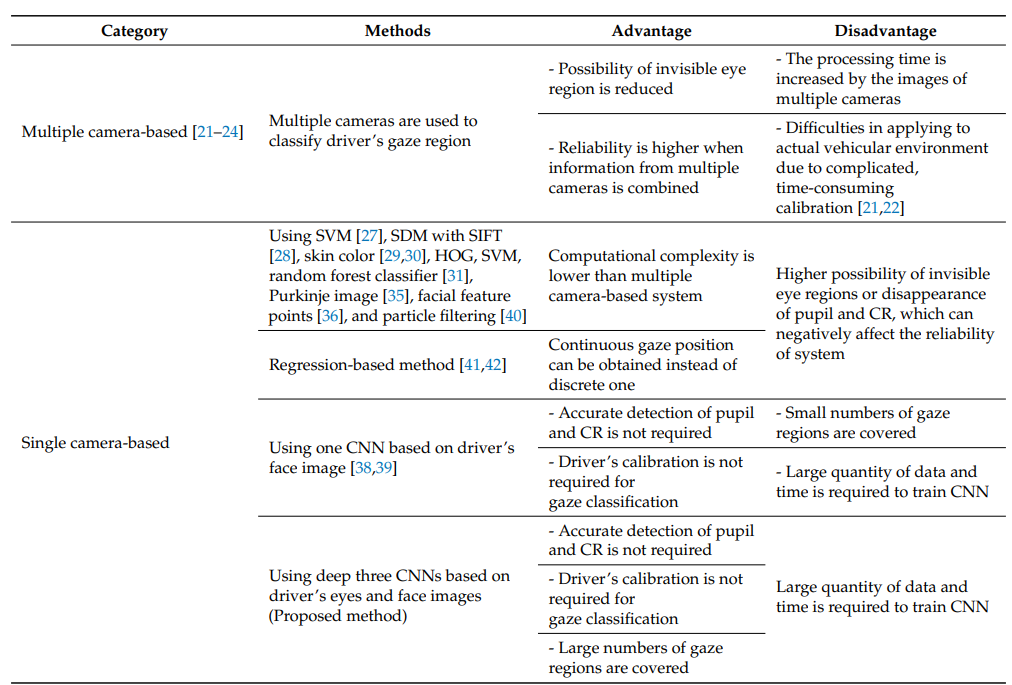 Category Methods Advantage Disadvantage
Multiple camera-based [21–24]
Multiple cameras are used to
classify driver's gaze region
- Possibility of invisible eye
region is reduced
- The processing time is
increased by the images of
multiple cameras
- Reliability is higher when
information from multiple
cameras is combined
- Difficulties in applying to
actual vehicular environment
due to complicated,
time-consuming
calibration [21,22]
Single camera-based
Using SVM [27], SDM with SIFT
[28], skin color [29,30], HOG, SVM,
random forest classifier [31],
Purkinje image [35], facial feature
points [36], and particle filtering [40]
Computational complexity is
lower than multiple
camera-based system
Higher possibility of invisible
eye regions or disappearance
of pupil and CR, which can
negatively affect the reliability
of system
Regression-based method [41,42]
Continuous gaze position
can be obtained instead of
discrete one
Using one CNN based on driver's
face image [38,39]
- Accurate detection of pupil
and CR is not required
- Small numbers of gaze
regions are covered
- Driver's calibration is not
required for
gaze classification
- Large quantity of data and
time is required to train CNN
Using deep three CNNs based on
driver's eyes and face images
(Proposed method)
- Accurate detection of pupil
and CR is not required
- Driver's calibration is not
required for
gaze classification
- Large numbers of gaze
regions are covered
Large quantity of data and
time is required to train CNN